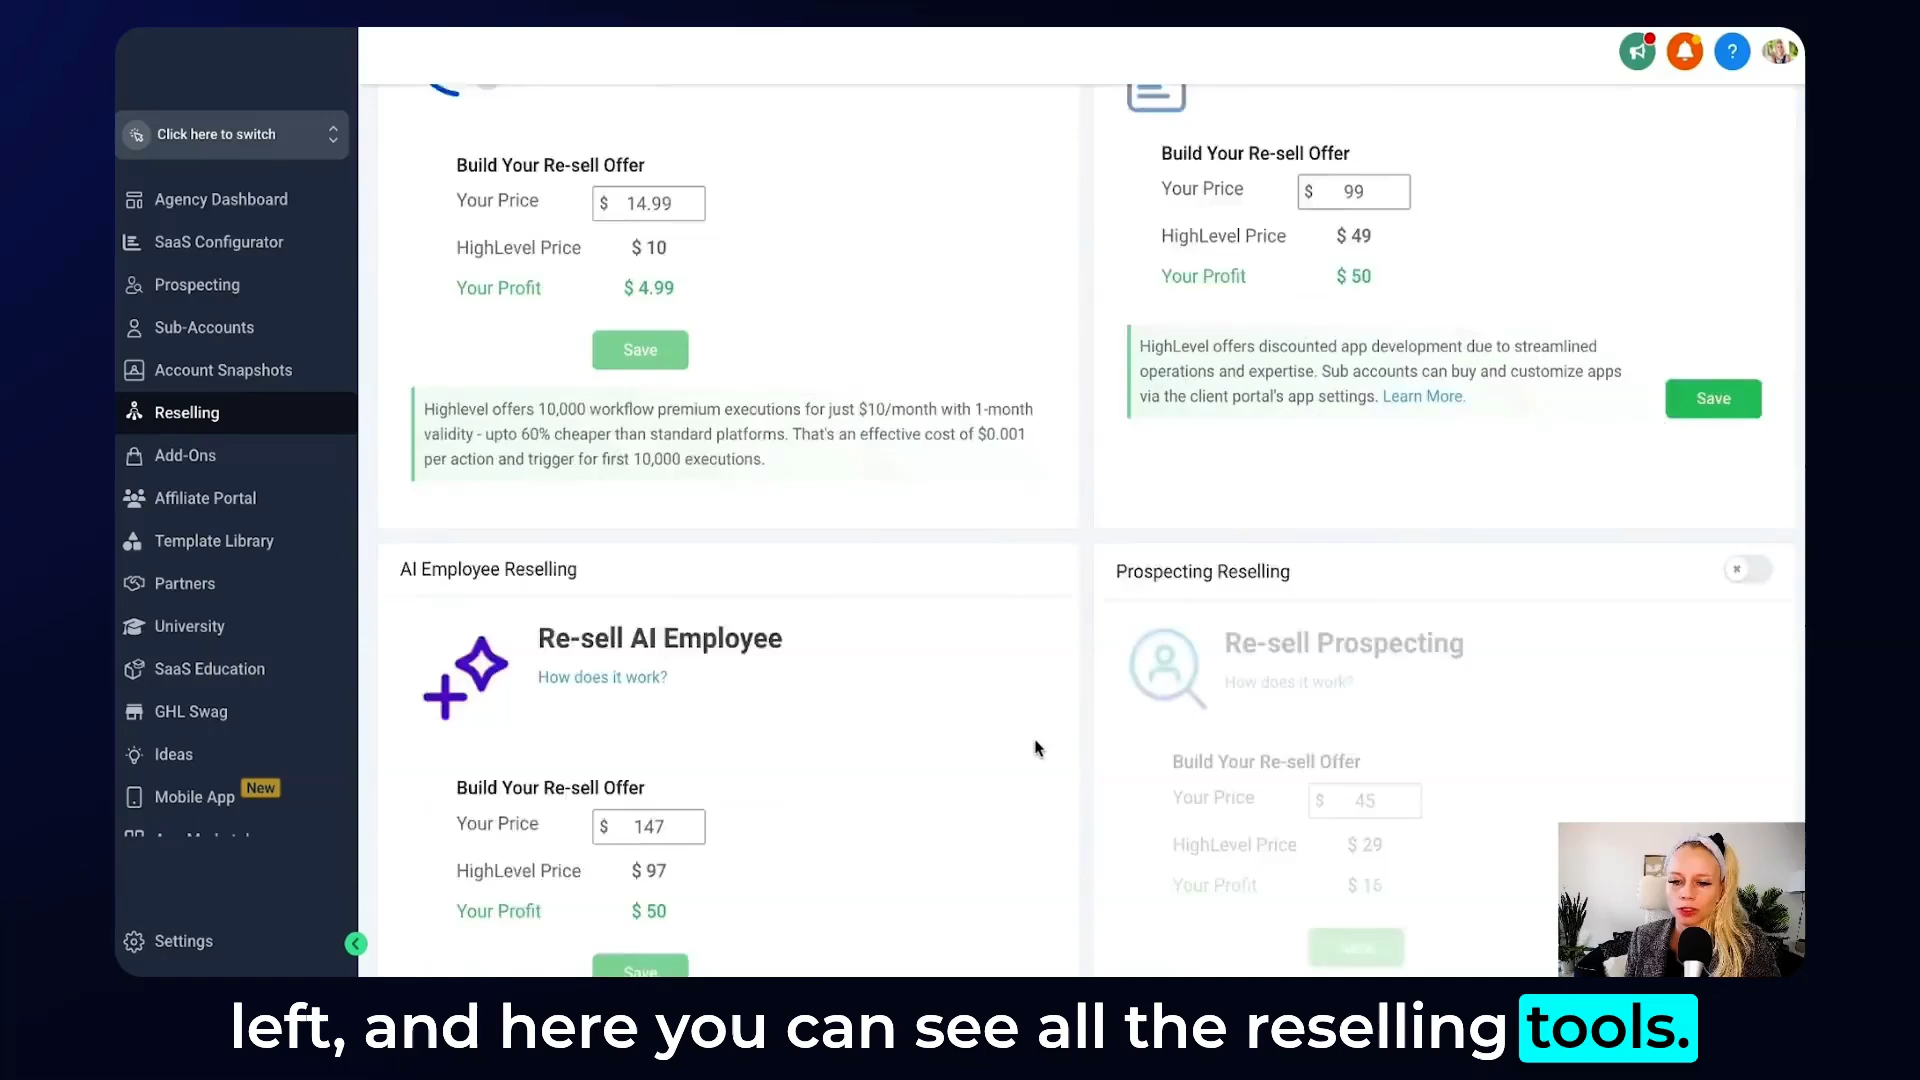 Click here to switch
Agency Dashboard
SaaS Configurator
Prospecting
Sub-Accounts
Account Snapshots
Reselling
Add-Ons
Affiliate Portal
Template Library
Partners
University
SaaS Education
GHL Swag
Ideas
Mobile App New
Settings
?
Build Your Re-sell Offer
Your Price $ 14.99
HighLevel Price $ 10
Your Profit $ 4.99
Save
Highlevel offers 10,000 workflow premium executions for just $10/month with 1-month
validity - upto 60% cheaper than standard platforms. That's an effective cost of $0.001
per action and trigger for first 10,000 executions.
Build Your Re-sell Offer
Your Price $ 99
HighLevel Price $ 49
Your Profit $ 50
HighLevel offers discounted app development due to streamlined
operations and expertise. Sub accounts can buy and customize apps
via the client portal's app settings. Learn More.
Save
AI Employee Reselling
Re-sell AI Employee
How does it work?
Build Your Re-sell Offer
Your Price $ 147
HighLevel Price $ 97
Your Profit $ 50
Save
Prospecting Reselling
Re-sell Prospecting
How does it work?
Build Your Re-sell Offer
Your Price $ 45
HighLevel Price $ 29
Your Profit $ 16
left, and here you can see all the reselling tools.